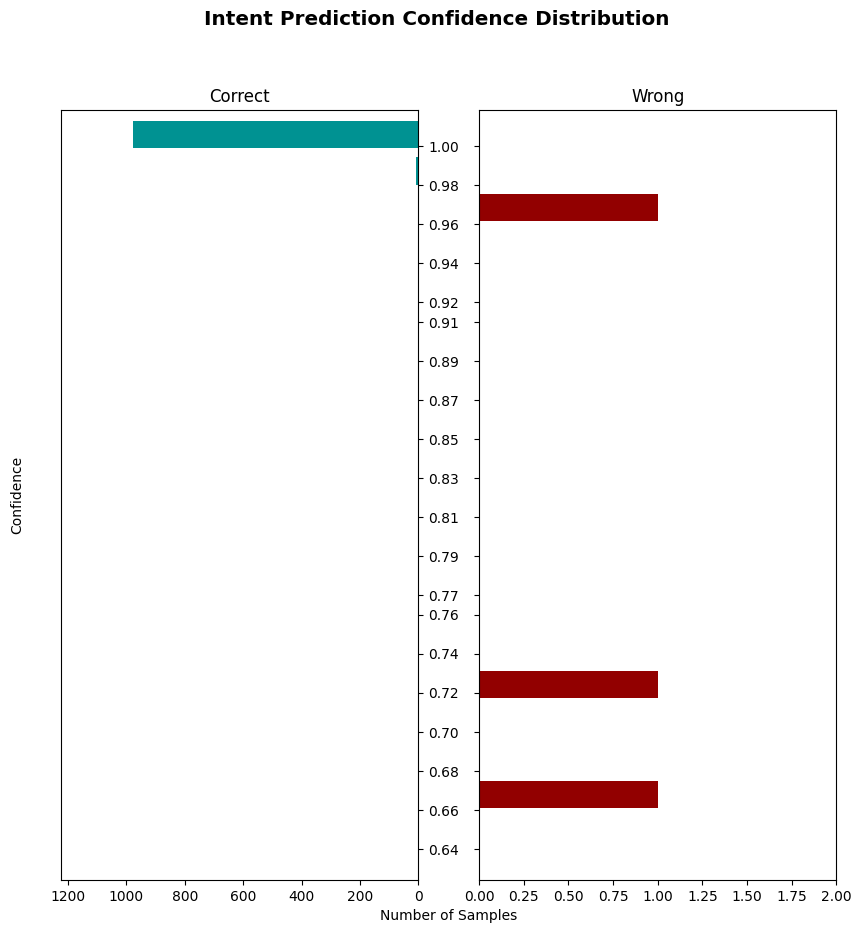 Intent Prediction Confidence Distribution
Correct
Wrong
1.00
0.98
0.96
0.94
0.92
0.91
0.89
0.87
0.85
0.83
0.81
0.79
0.77
0.76
0.74
0.72
0.70
0.68
0.66
0.64
Confidence
1200 1000 800 600 400 200 0
0.00 0.25 0.50 0.75 1.00 1.25 1.50 1.75 2.00
Number of Samples